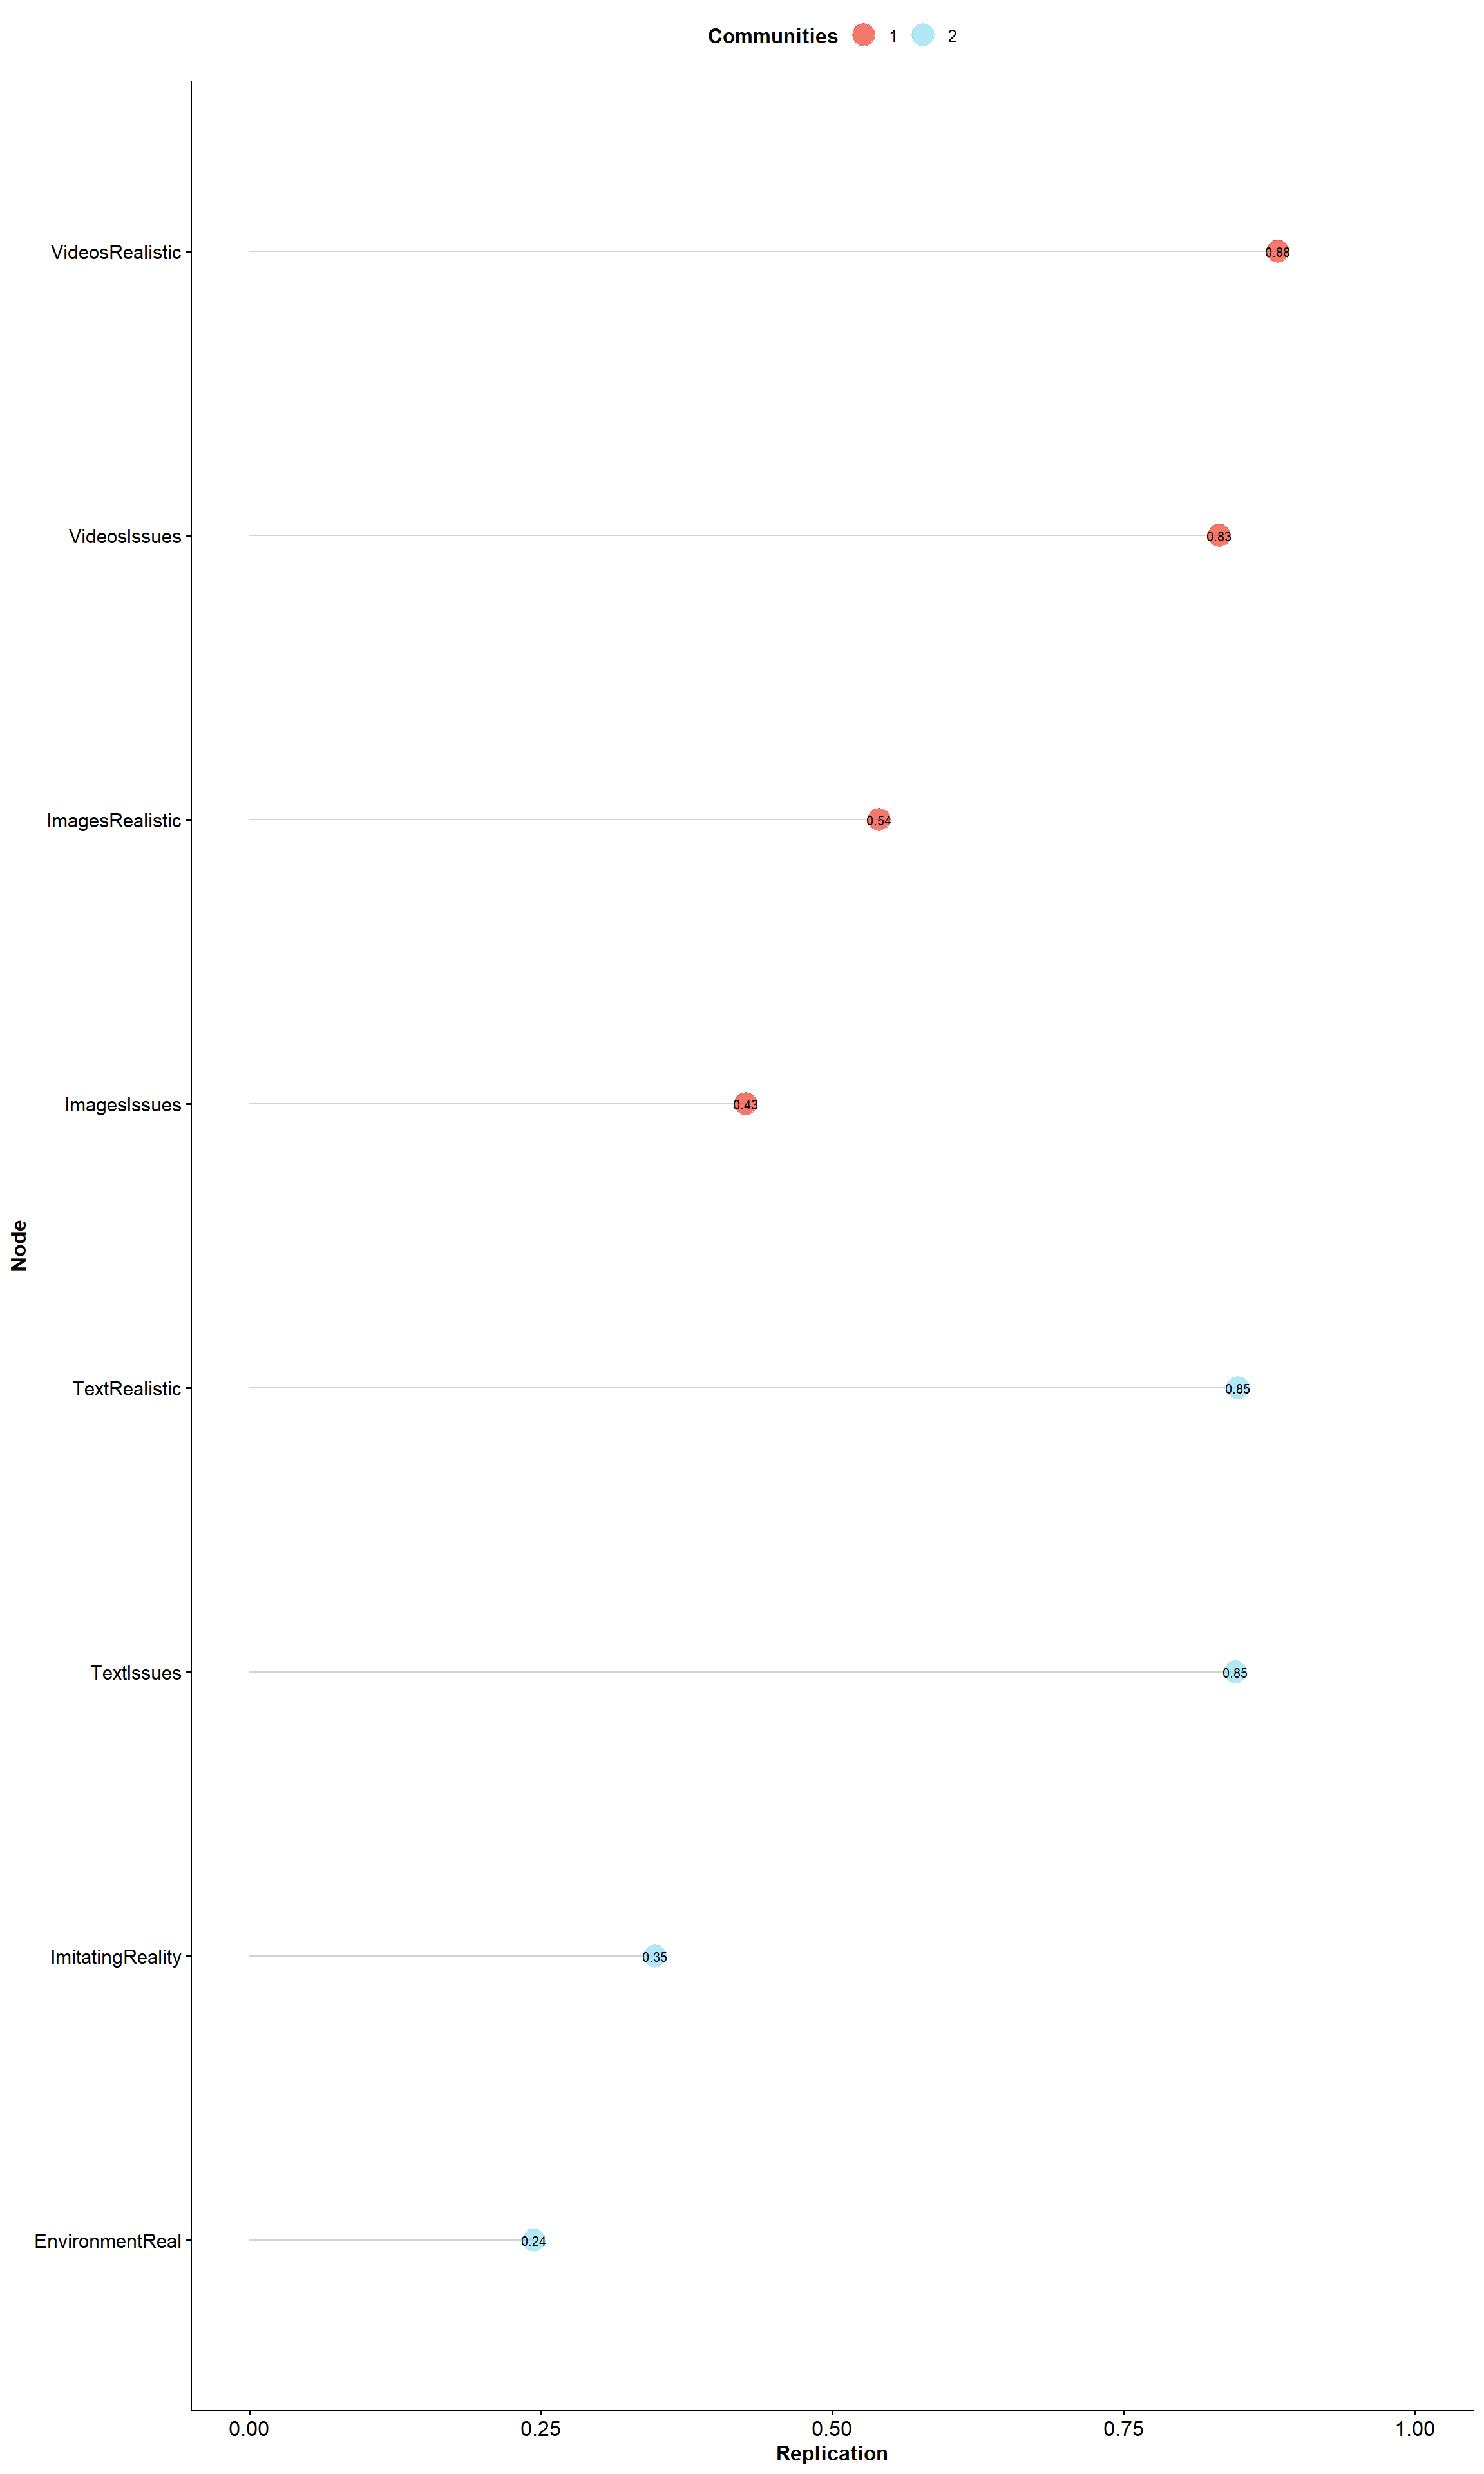 Communities 1 2
VideosRealistic 0.88
VideosIssues 0.83
ImagesRealistic 0.54
ImagesIssues 0.43
Node
TextRealistic 0.85
TextIssues 0.85
ImitatingReality 0.35
EnvironmentReal 0.24
0.00 0.25 0.50 0.75 1.00
Replication